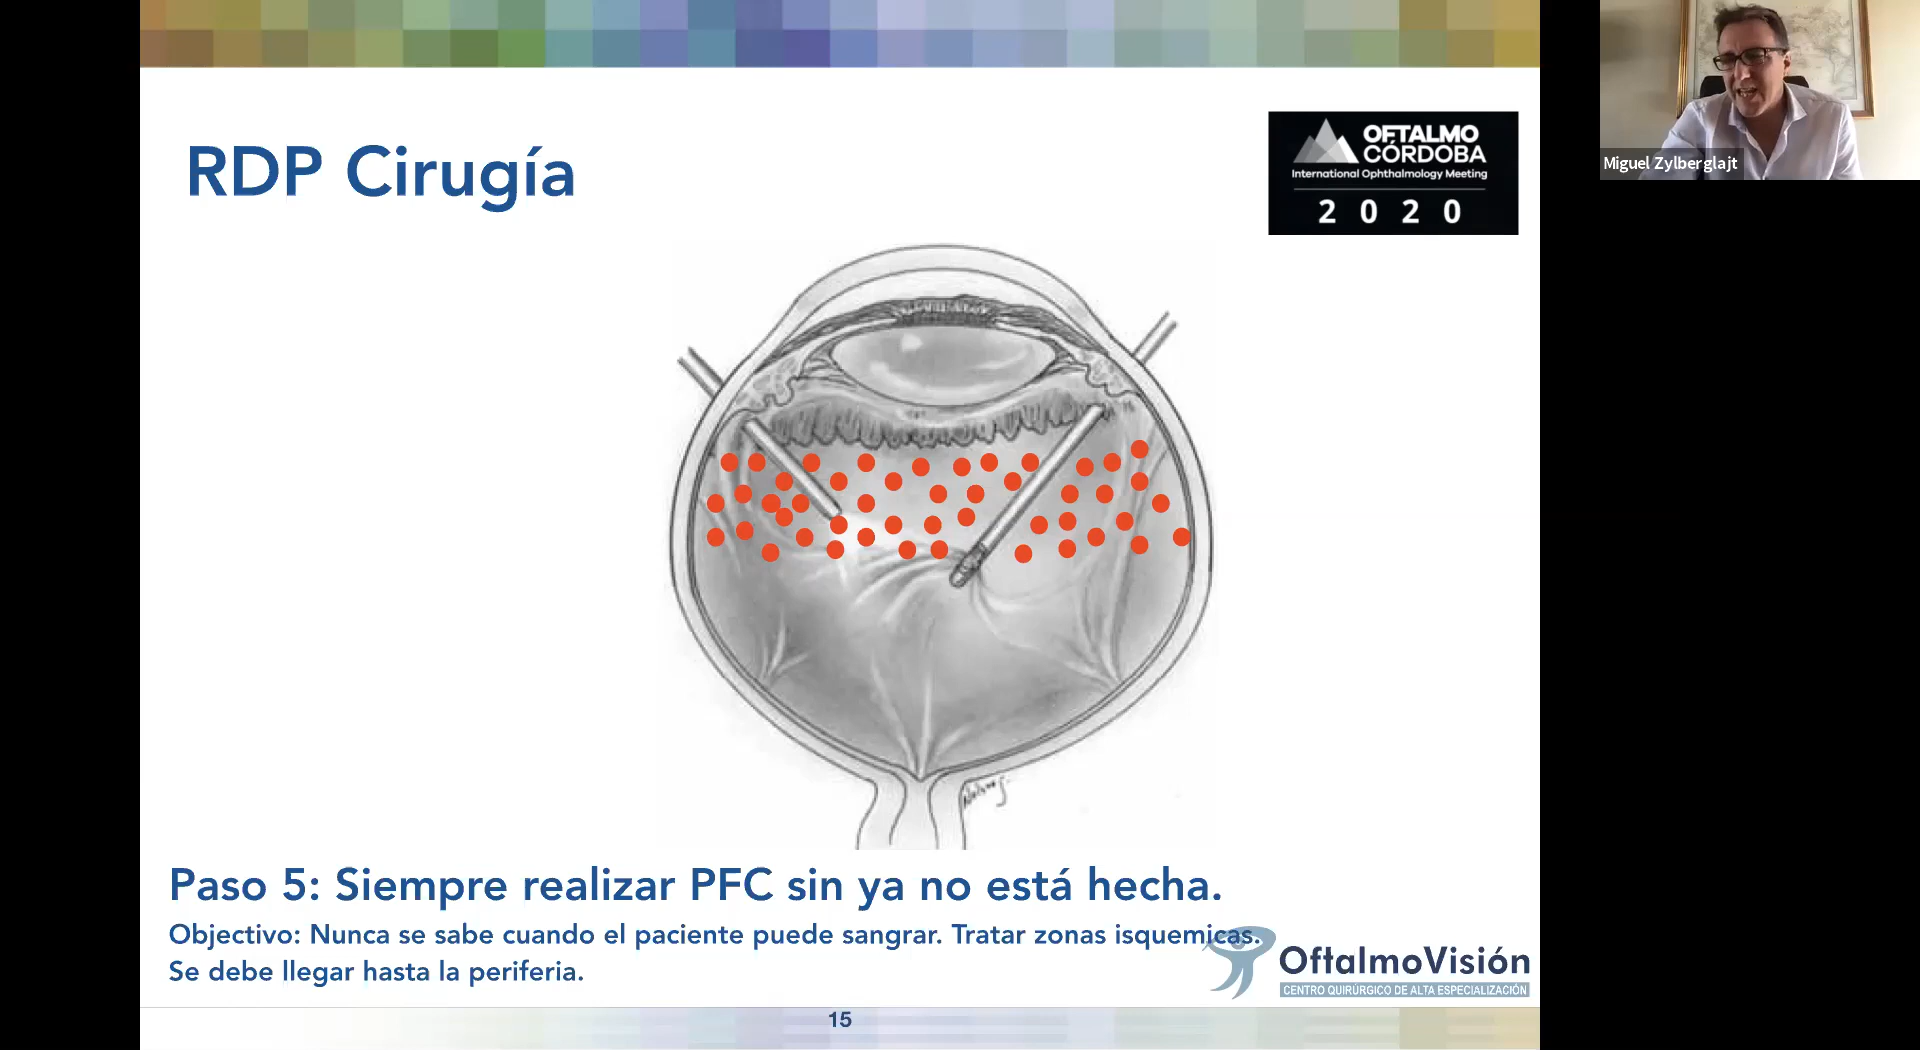 RDP Cirugía
OFTALMO
CÓRDOBA
International Ophthalmology Meeting
2 0 2 0
Miguel Zylberglajt
Paso 5: Siempre realizar PFC sin ya no está hecha.
Objectivo: Nunca se sabe cuando el paciente puede sangrar. Tratar zonas isquemicas.
Se debe llegar hasta la periferia.
OftalmoVisión
CENTRO QUIRÚRGICO DE ALTA ESPECIALIZACIÓN
15